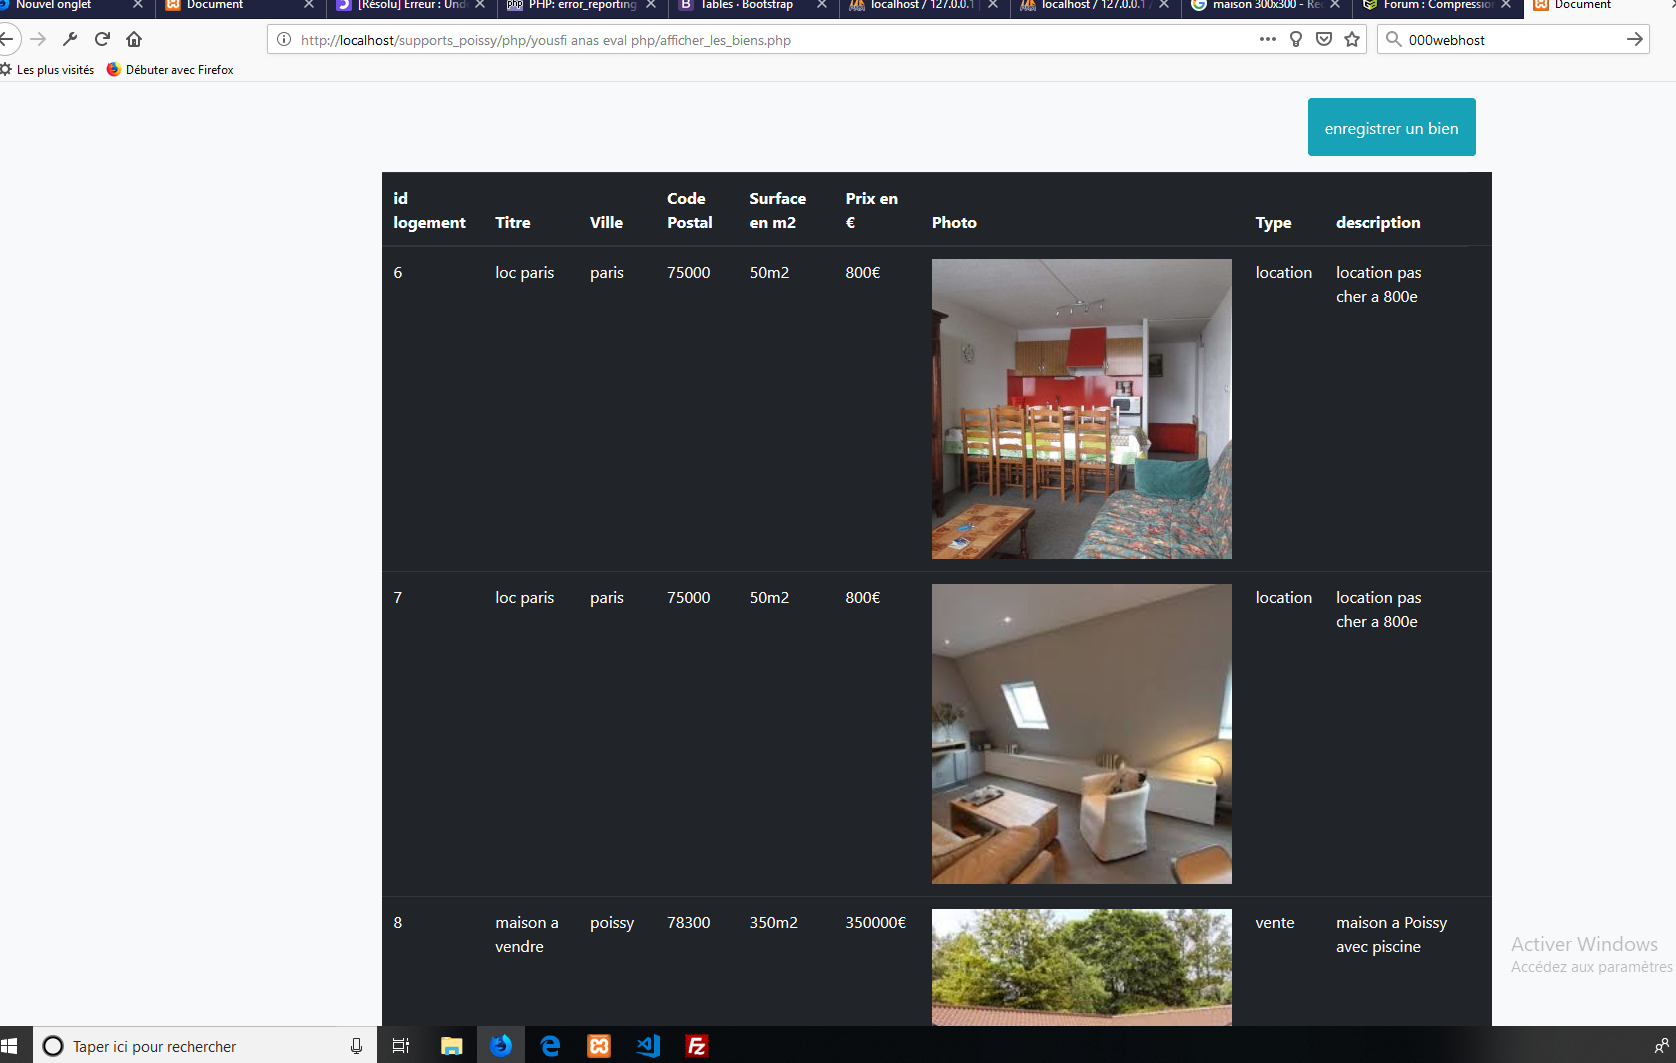 Nouvel onglet
Document
[Résolu] Erreur : Und
PHP: error_reporting
Tables · Bootstrap
localhost / 127.0.0.1
localhost / 127.0.0.1 /
maison 300x300 - Rec
Forum : Compression
Document
http://localhost/supports_poissy/php/yousfi anas eval php/afficher_les_biens.php
000webhost
Les plus visités
Débuter avec Firefox
enregistrer un bien
id logement Titre Ville Code Postal Surface en m2 Prix en € Photo Type description
6 loc paris paris 75000 50m2 800€ location location pas cher a 800e
7 loc paris paris 75000 50m2 800€ location location pas cher a 800e
8 maison a vendre poissy 78300 350m2 350000€ vente maison a Poissy avec piscine
Activer Windows
Accédez aux paramètres
Taper ici pour rechercher